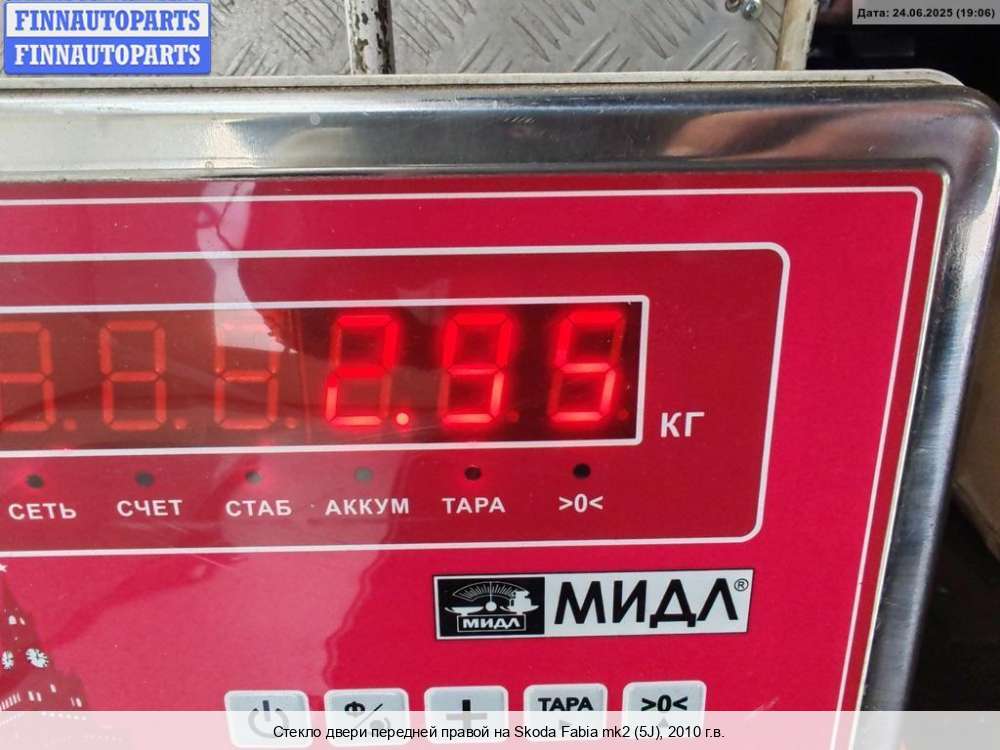 FINNAUTOPARTS
FINNAUTOPARTS
Дата: 24.06.2025 (19:06)
2.95
КГ
СЕТЬ СЧЕТ СТАБ АККУМ ТАРА >0<
МИДЛ
МИДЛ®
Ф/ + ТАРА >0<
Стекло двери передней правой на Skoda Fabia mk2 (5J), 2010 г.в.